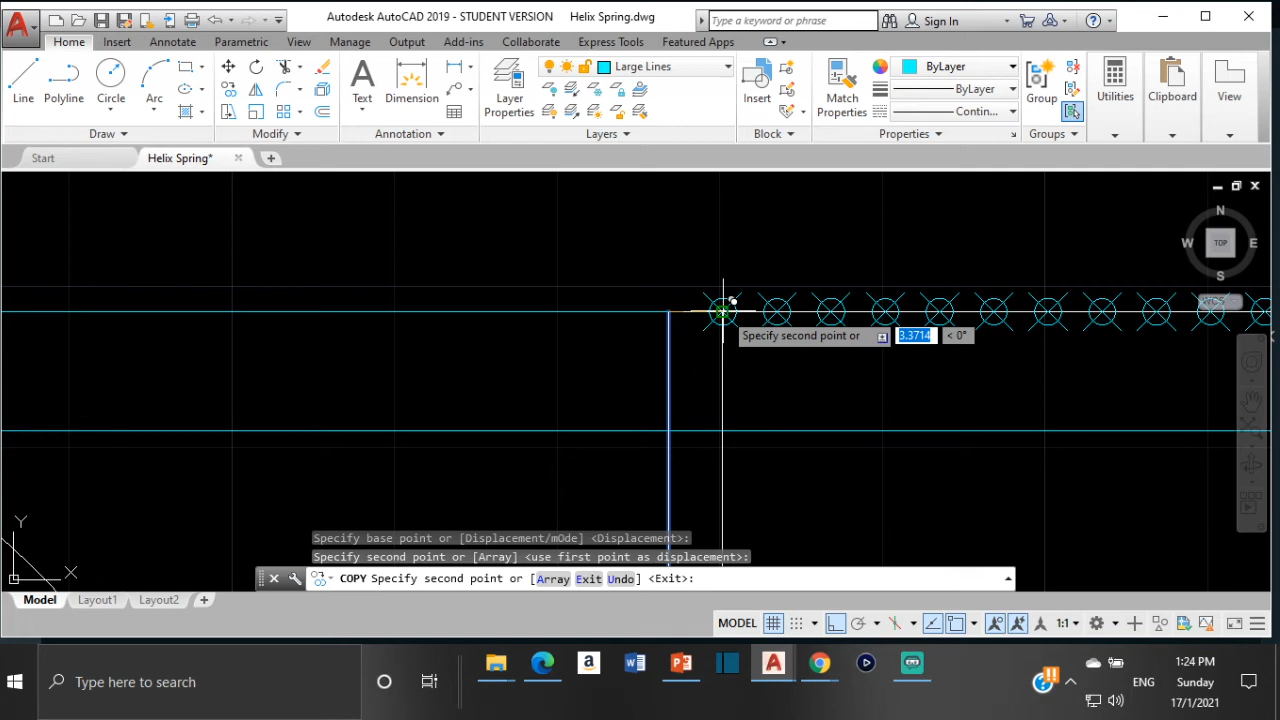 Autodesk AutoCAD 2019 - STUDENT VERSION Helix Spring.dwg
Type a keyword or phrase
Sign In
Home Insert Annotate Parametric View Manage Output Add-ins Collaborate Express Tools Featured Apps
Line Polyline Circle Arc
Text Dimension
Layer Properties
Large Lines
Insert
Match Properties
ByLayer
ByLayer
Contin...
Group
Utilities
Clipboard
View
Draw Modify Annotation Layers Block Properties Groups
Start Helix Spring*
N
W TOP E
S
WCS
Specify second point or 3.3714 < 0°
Y
X
Specify base point or [Displacement/mOde] <Displacement>:
Specify second point or [Array] <use first point as displacement>:
COPY Specify second point or [Array Exit Undo] <Exit>:
Model Layout1 Layout2 +
MODEL 1:1
Type here to search
ENG
1:24 PM
Sunday
17/1/2021